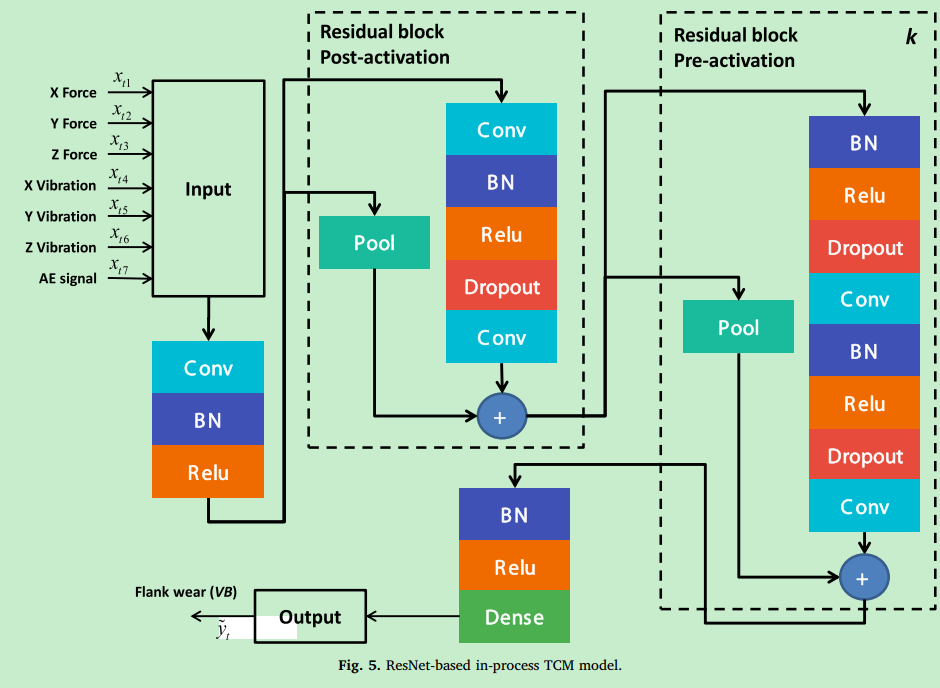 Residual block
Post-activation
Residual block
Pre-activation
k
X Force
x_{t1}
Y Force
x_{t2}
Z Force
x_{t3}
X Vibration
x_{t4}
Y Vibration
x_{t5}
Z Vibration
x_{t6}
AE signal
x_{t7}
Input
Conv
BN
Relu
Pool
Conv
BN
Relu
Dropout
Conv
+
Pool
BN
Relu
Dropout
Conv
BN
Relu
Dropout
Conv
+
BN
Relu
Dense
Output
Flank wear (VB)
ỹ_t
Fig. 5. ResNet-based in-process TCM model.